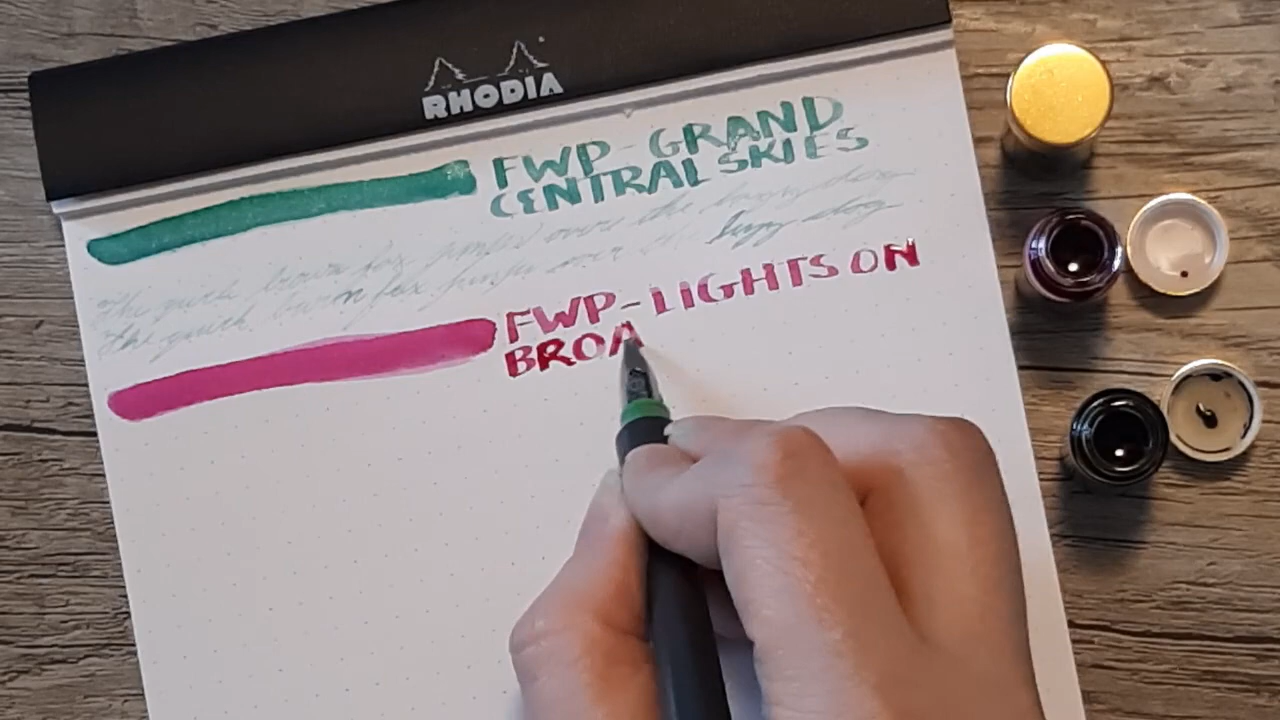 RHODIA
FWP-GRAND
CENTRAL SKIES
The quick brown fox jumps over the lazy dog
The quick brown fox jumps over the lazy dog
FWP-LIGHTS ON
BROA